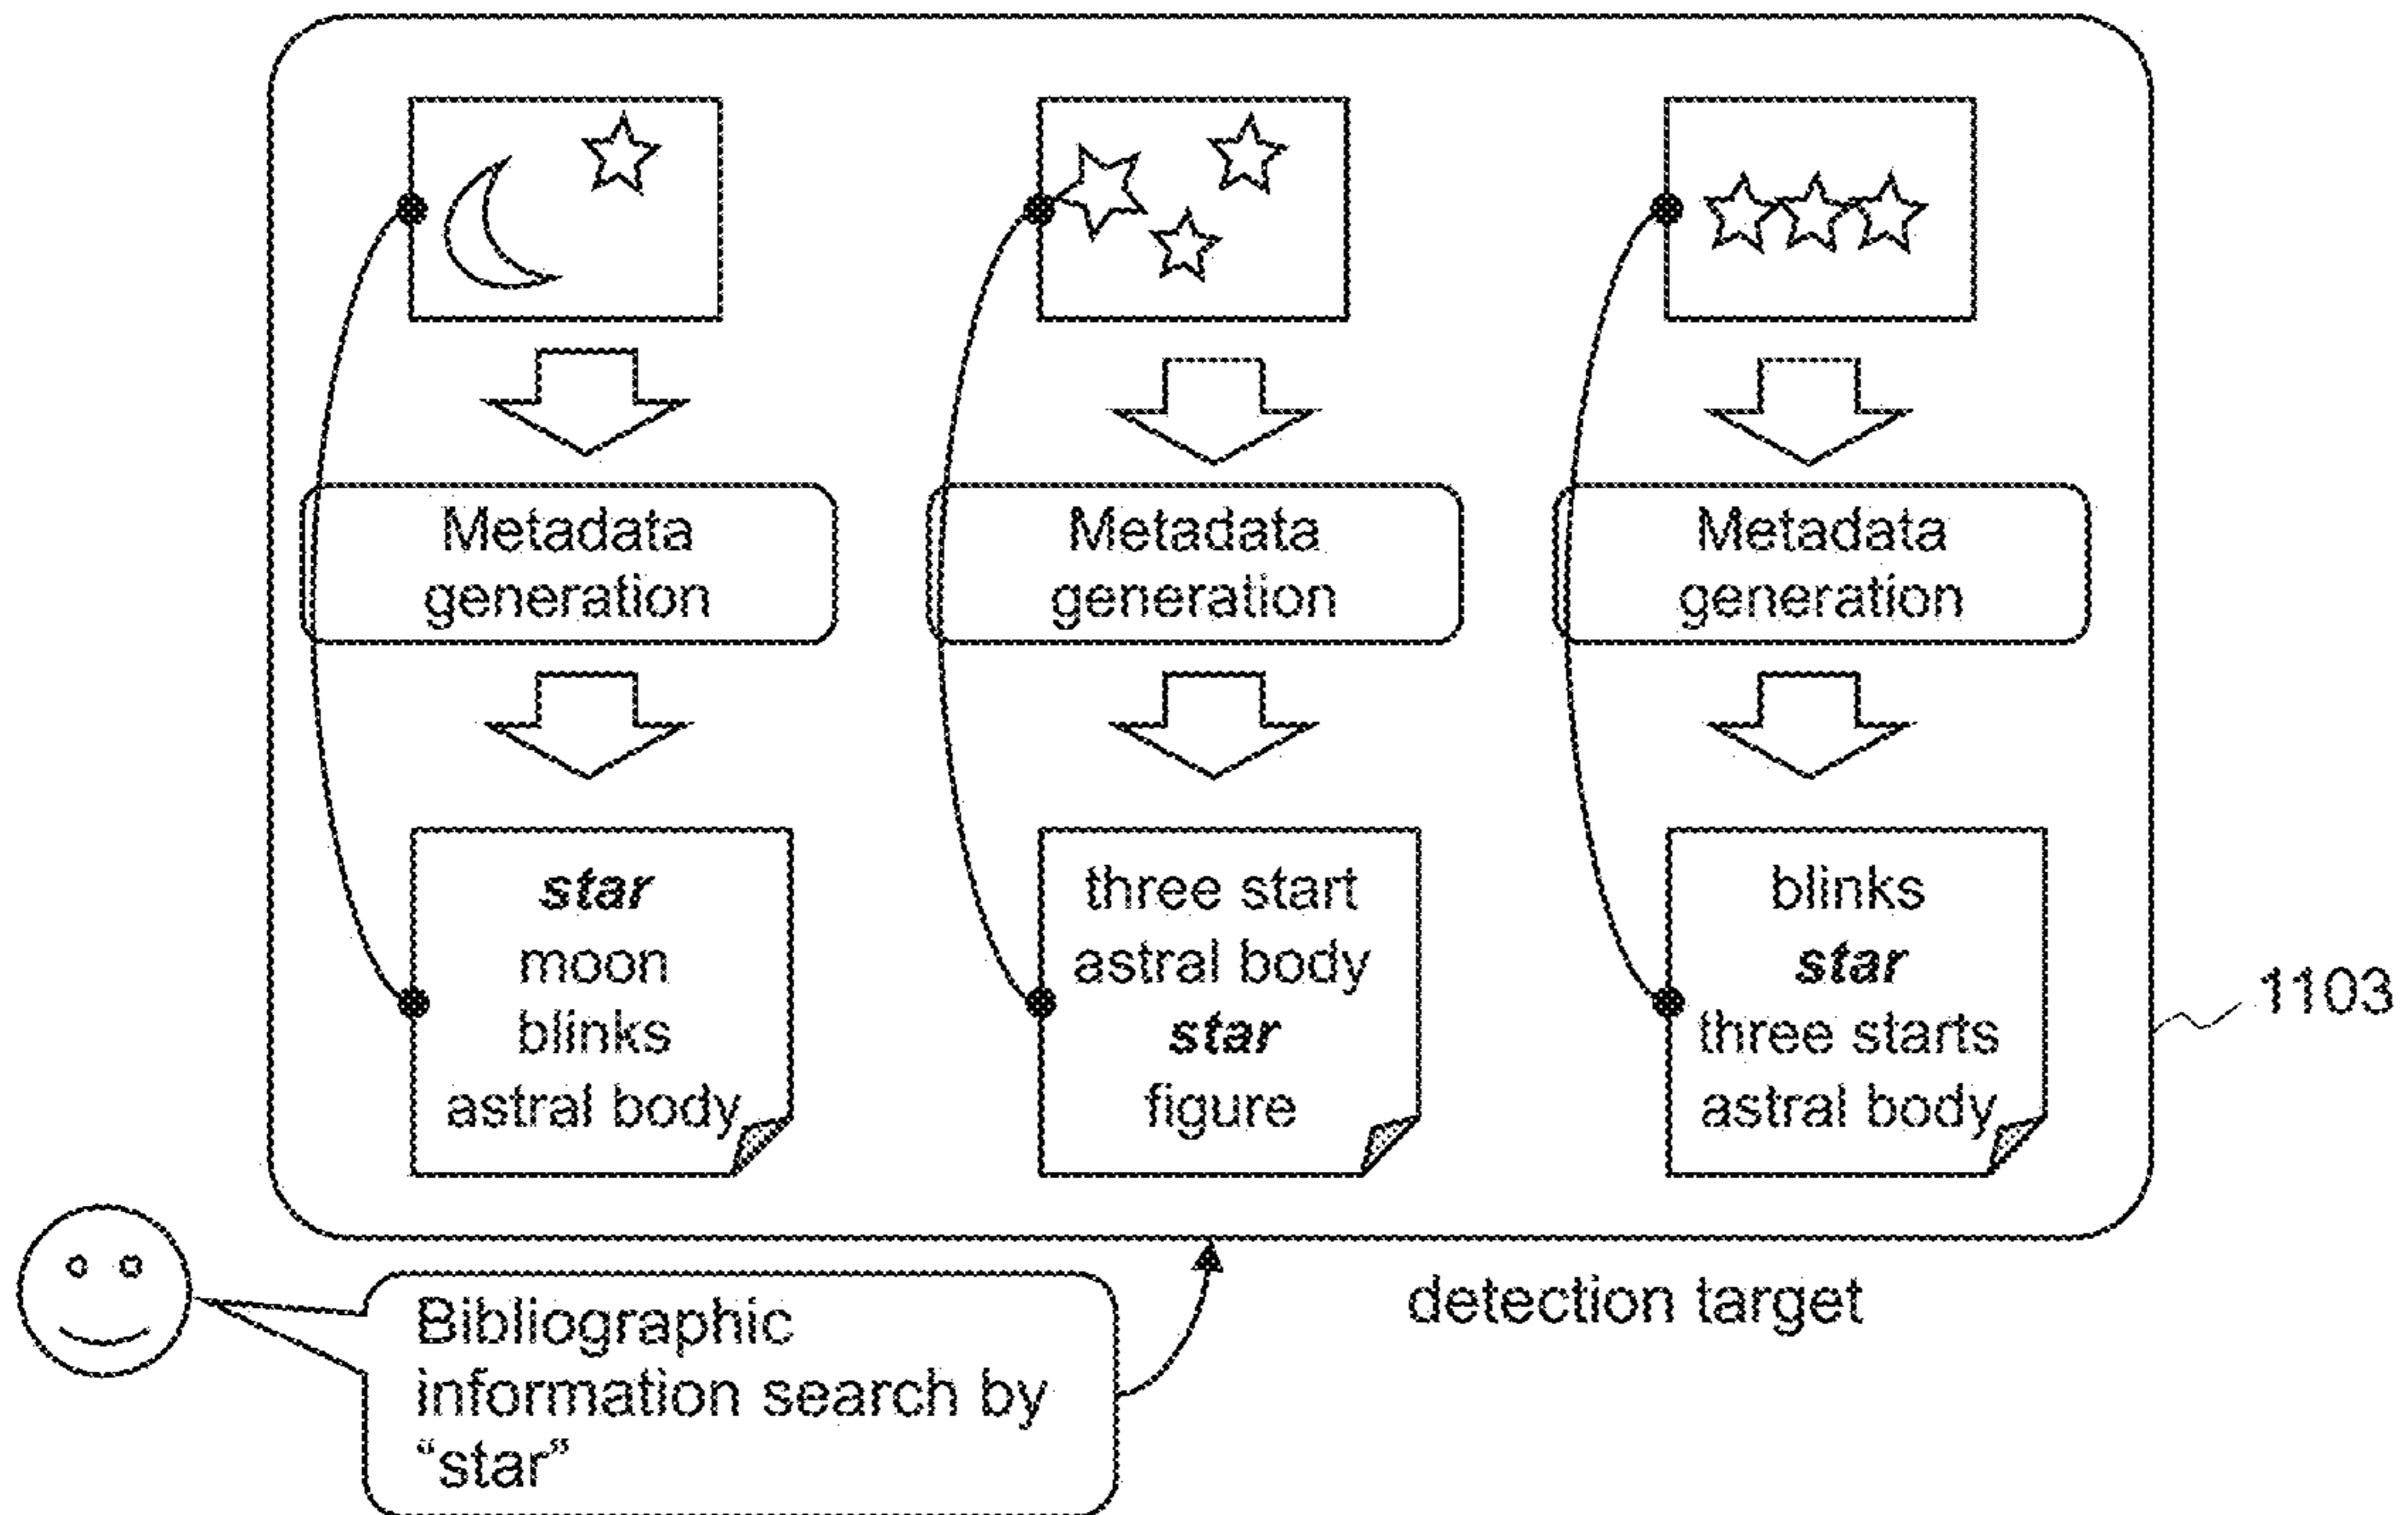 Metadata
generation
Metadata
generation
Metadata
generation
star
moon
blinks
astral body
three start
astral body
star
figure
blinks
star
three starts
astral body
1103
detection target
Bibliographic
information search by
“star”